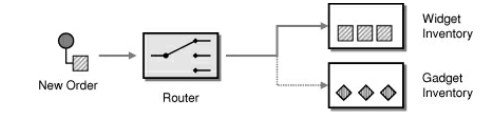 Widget
Inventory
New Order
Router
Gadget
Inventory